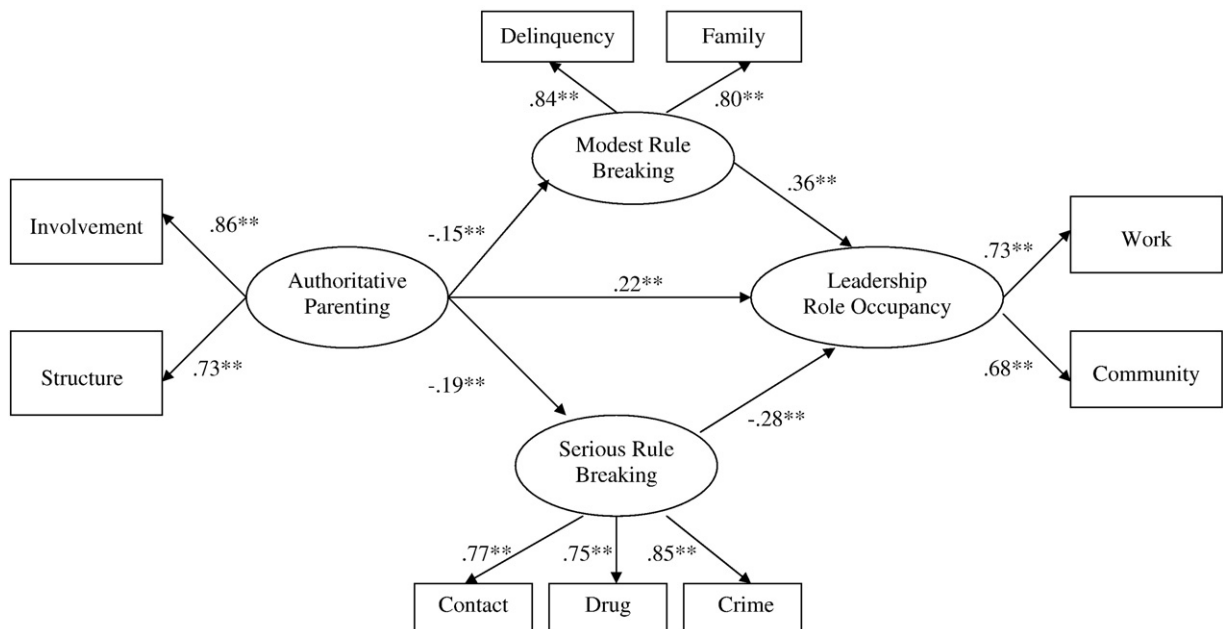 Delinquency
Family
.84**
.80**
Modest Rule
Breaking
Involvement
.86**
-.15**
.36**
Work
.73**
Authoritative
Parenting
.22**
Leadership
Role Occupancy
Structure
.73**
-.19**
.68**
Community
-.28**
Serious Rule
Breaking
.77**
.75**
.85**
Contact
Drug
Crime